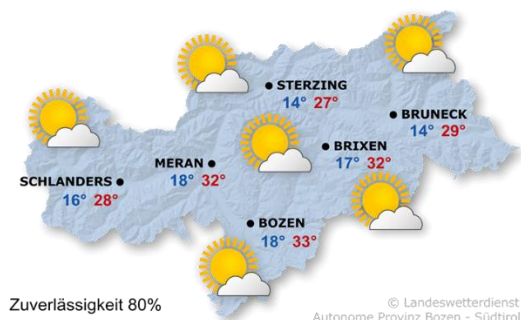 STERZING
14° 27°
BRUNECK
14° 29°
BRIXEN
17° 32°
MERAN
18° 32°
SCHLANDERS
16° 28°
BOZEN
18° 33°
Zuverlässigkeit 80%
© Landeswetterdienst
Autonome Provinz Bozen - Südtirol